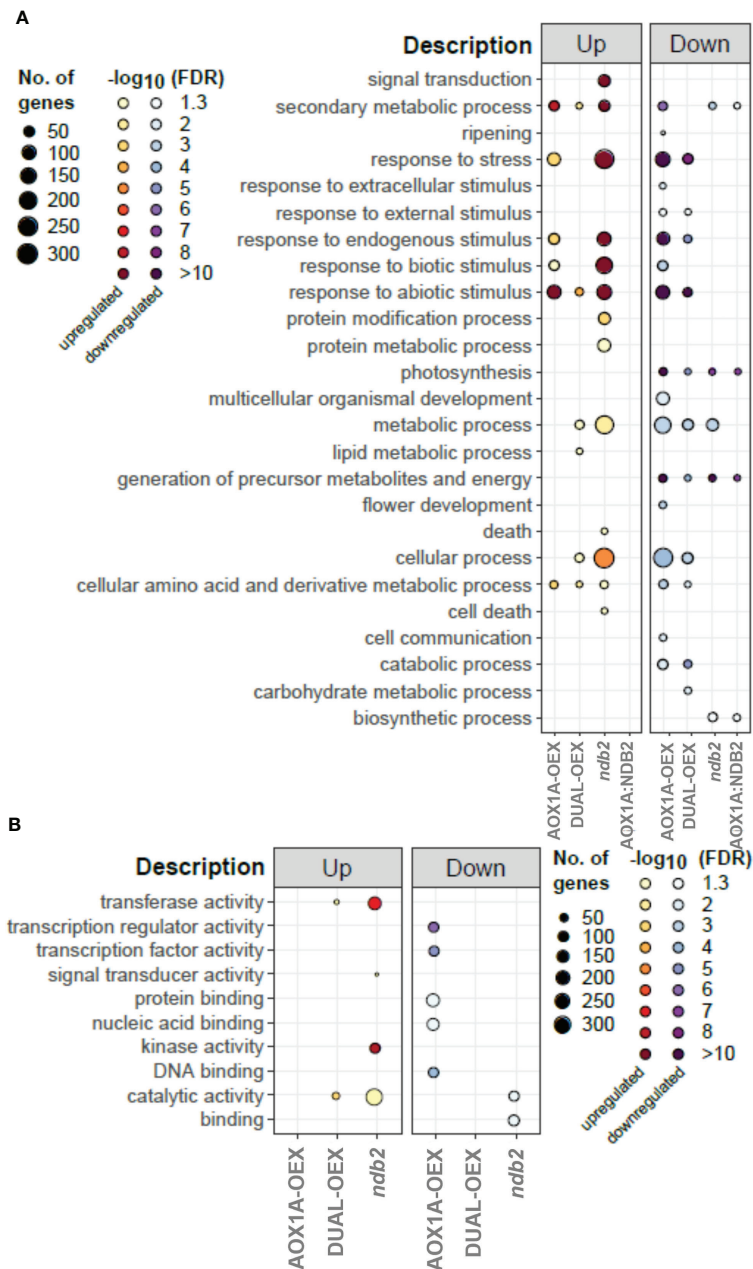 A
Description
Up
Down
No. of genes
-log10 (FDR)
50
100
150
200
250
300
1.3
2
3
4
5
6
7
8
>10
upregulated
downregulated
signal transduction
secondary metabolic process
ripening
response to stress
response to extracellular stimulus
response to external stimulus
response to endogenous stimulus
response to biotic stimulus
response to abiotic stimulus
protein modification process
protein metabolic process
photosynthesis
multicellular organismal development
metabolic process
lipid metabolic process
generation of precursor metabolites and energy
flower development
death
cellular process
cellular amino acid and derivative metabolic process
cell death
cell communication
catabolic process
carbohydrate metabolic process
biosynthetic process
AOX1A-OEX
DUAL-OEX
ndb2
AOX1A:NDB2
AOX1A-OEX
DUAL-OEX
ndb2
AOX1A:NDB2
B
Description
Up
Down
transferase activity
transcription regulator activity
transcription factor activity
signal transducer activity
protein binding
nucleic acid binding
kinase activity
DNA binding
catalytic activity
binding
AOX1A-OEX
DUAL-OEX
ndb2
AOX1A-OEX
DUAL-OEX
ndb2
No. of genes
-log10 (FDR)
50
100
150
200
250
300
1.3
2
3
4
5
6
7
8
>10
upregulated
downregulated